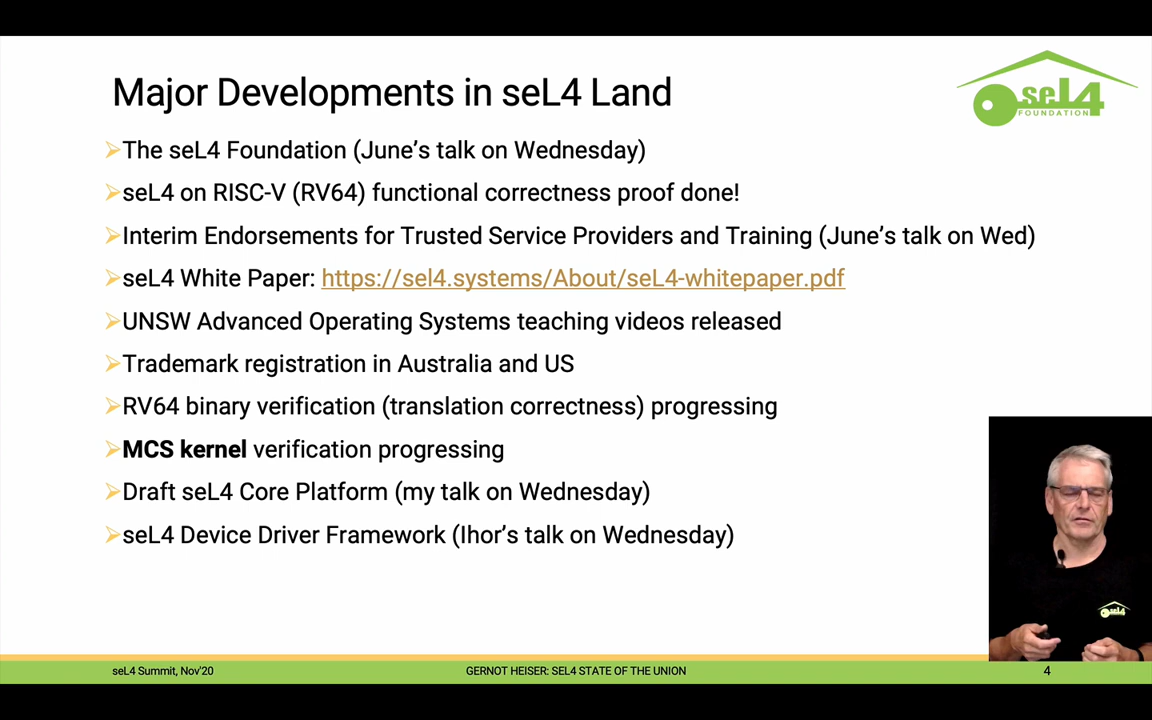 Major Developments in seL4 Land
seL4
FOUNDATION
The seL4 Foundation (June's talk on Wednesday)
seL4 on RISC-V (RV64) functional correctness proof done!
Interim Endorsements for Trusted Service Providers and Training (June's talk on Wed)
seL4 White Paper: https://sel4.systems/About/seL4-whitepaper.pdf
UNSW Advanced Operating Systems teaching videos released
Trademark registration in Australia and US
RV64 binary verification (translation correctness) progressing
MCS kernel verification progressing
Draft seL4 Core Platform (my talk on Wednesday)
seL4 Device Driver Framework (Ihor's talk on Wednesday)
seL4
seL4 Summit, Nov'20
GERNOT HEISER: SEL4 STATE OF THE UNION
4